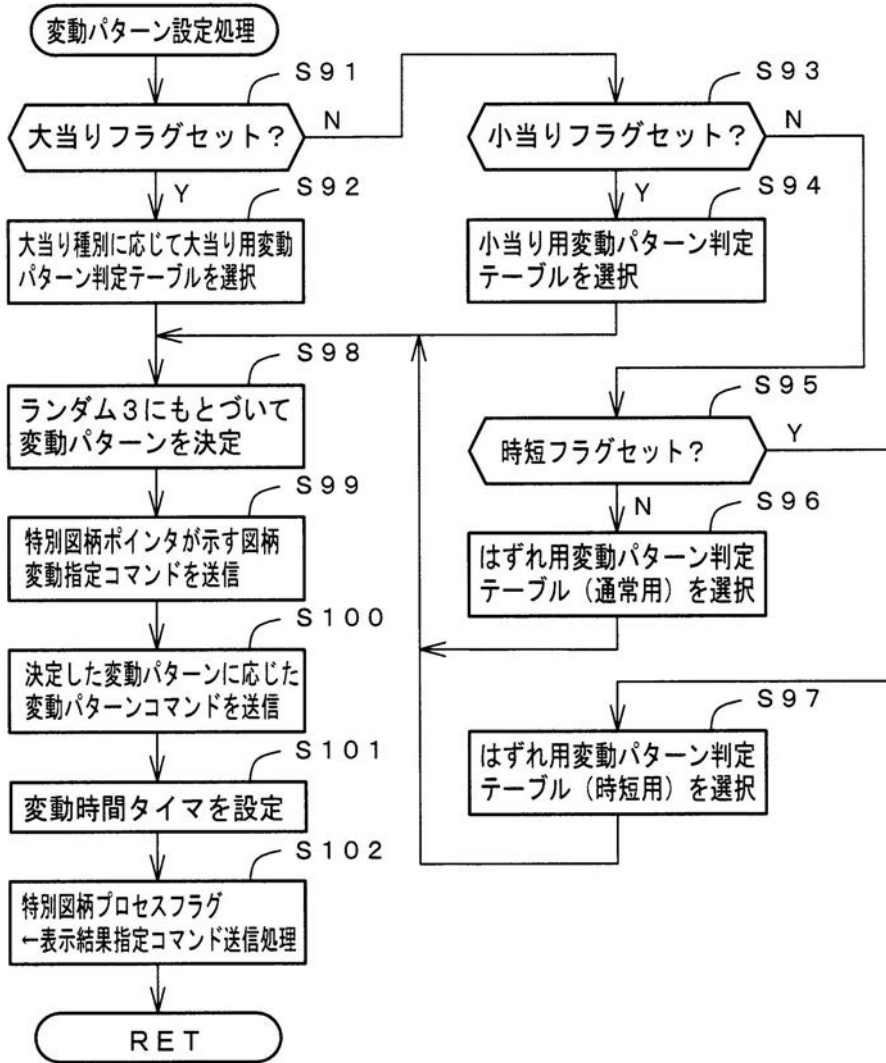 変動パターン設定処理
S91
大当りフラグセット?
N
Y
S92
大当り種別に応じて大当り用変動
パターン判定テーブルを選択
S93
小当りフラグセット?
N
Y
S94
小当り用変動パターン判定
テーブルを選択
S95
時短フラグセット?
Y
N
S96
はずれ用変動パターン判定
テーブル(通常用)を選択
S97
はずれ用変動パターン判定
テーブル(時短用)を選択
S98
ランダム3にもとづいて
変動パターンを決定
S99
特別図柄ポインタが示す図柄
変動指定コマンドを送信
S100
決定した変動パターンに応じた
変動パターンコマンドを送信
S101
変動時間タイマを設定
S102
特別図柄プロセスフラグ
←表示結果指定コマンド送信処理
RET